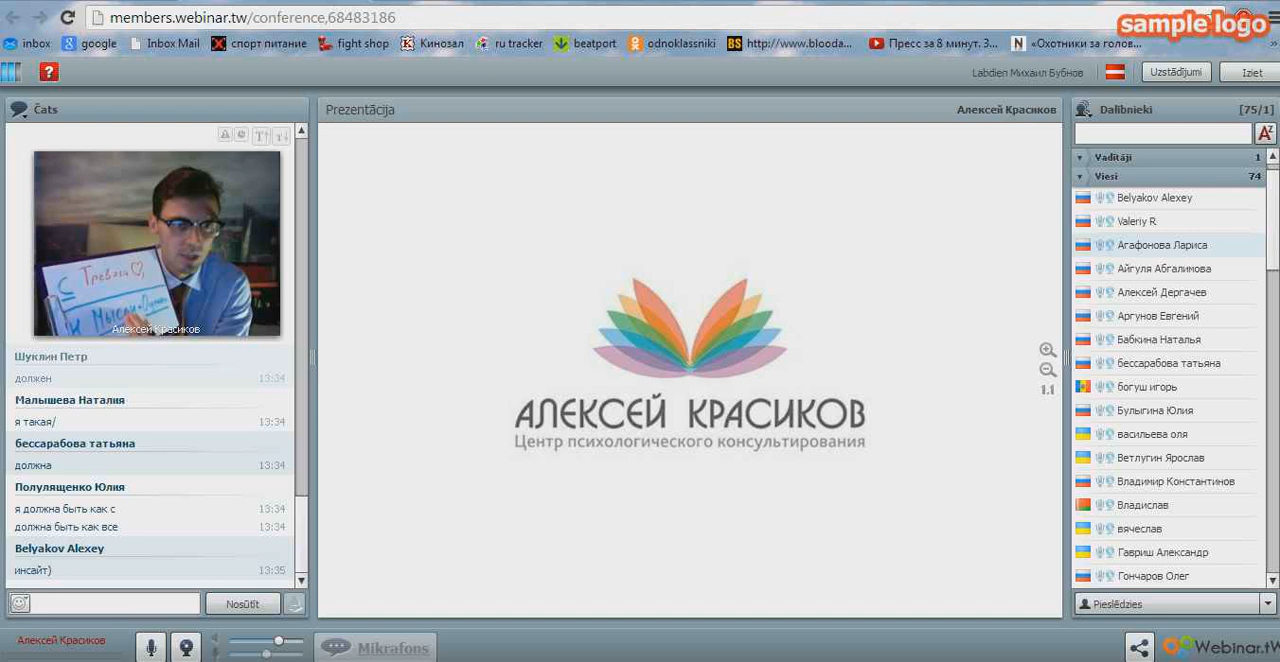 members.webinar.tw/conference,68483186
sample logo
inbox
google
InboxMail
спорт питание
fight shop
Кинозал
ru tracker
beatport
odnoklassniki
http://www.blooda...
Пресс за 8 минут. 3...
«Охотники за голов...
Labdien Михаил Бубнов
Uzstādījumi
Iziet
Čats
Prezentācija
Алексей Красиков
Dalībnieki
[75/1]
Тревога
И Мысли
Алексей Красиков
Шуклин Петр
должен 13:34
Малышева Наталия
я такая/ 13:34
бессарабова татьяна
должна 13:34
Полулященко Юлия
я должна быть как с 13:34
должна быть как все 13:34
Belyakov Alexey
инсайт) 13:35
Nosūtīt
АЛЕКСЕЙ КРАСИКОВ
Центр психологического консультирования
1:1
Vadītāji 1
Viesi 74
Belyakov Alexey
Valeriy R
Агафонова Лариса
Айгуля Абгалимова
Алексей Дергачев
Аргунов Евгений
Бабкина Наталья
бессарабова татьяна
богуш игорь
Булыгина Юлия
васильева оля
Ветлугин Ярослав
Владимир Константинов
Владислав
вячеслав
Гавриш Александр
Гончаров Олег
Pieslēdzies
Алексей Красиков
Mikrafons
Webinar.tw